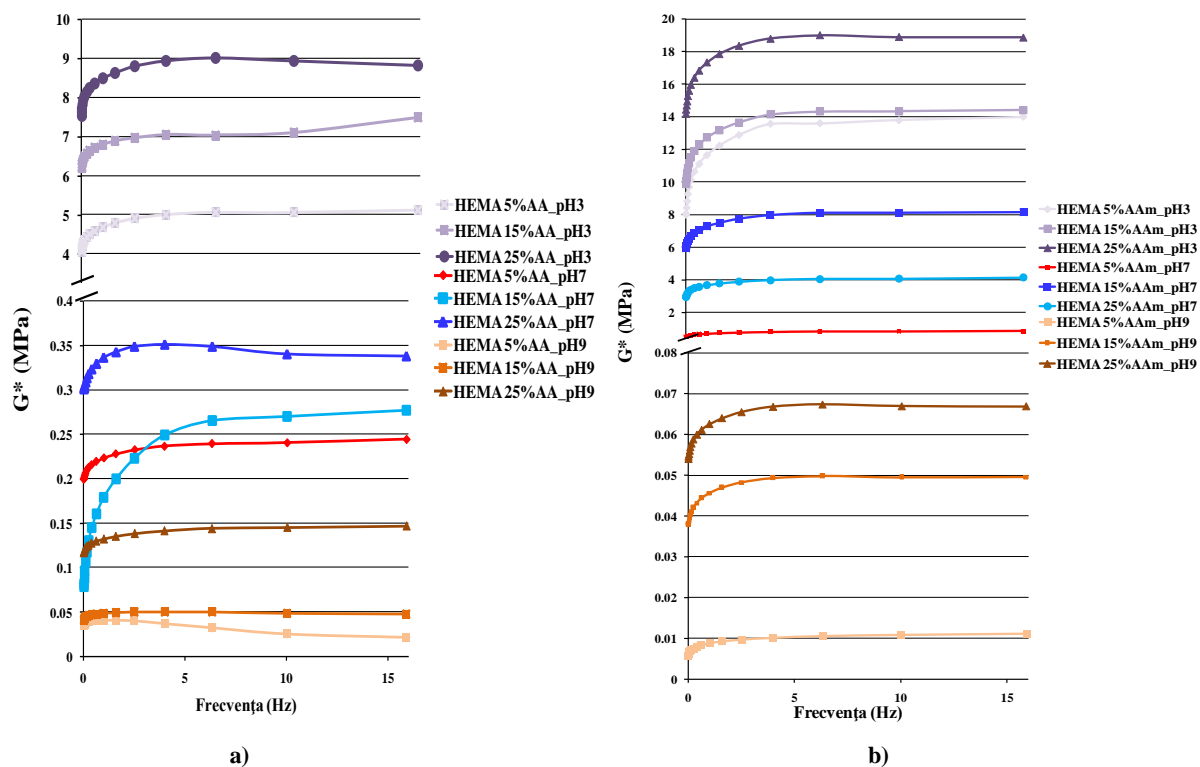 10
9
8
7
6
5
4
0.4
0.35
0.3
0.25
0.2
0.15
0.1
0.05
0
G* (MPa)
0
5
10
15
Frecvenţa (Hz)
HEMA 5%AA_pH3
HEMA 15%AA_pH3
HEMA 25%AA_pH3
HEMA 5%AA_pH7
HEMA 15%AA_pH7
HEMA 25%AA_pH7
HEMA 5%AA_pH9
HEMA 15%AA_pH9
HEMA 25%AA_pH9
a)
20
18
16
14
12
10
8
6
4
2
0.08
0.07
0.06
0.05
0.04
0.03
0.02
0.01
0
G* (MPa)
0
5
10
15
Frecvenţa (Hz)
HEMA 5%AAm_pH3
HEMA 15%AAm_pH3
HEMA 25%AAm_pH3
HEMA 5%AAm_pH7
HEMA 15%AAm_pH7
HEMA 25%AAm_pH7
HEMA 5%AAm_pH9
HEMA 15%AAm_pH9
HEMA 25%AAm_pH9
b)